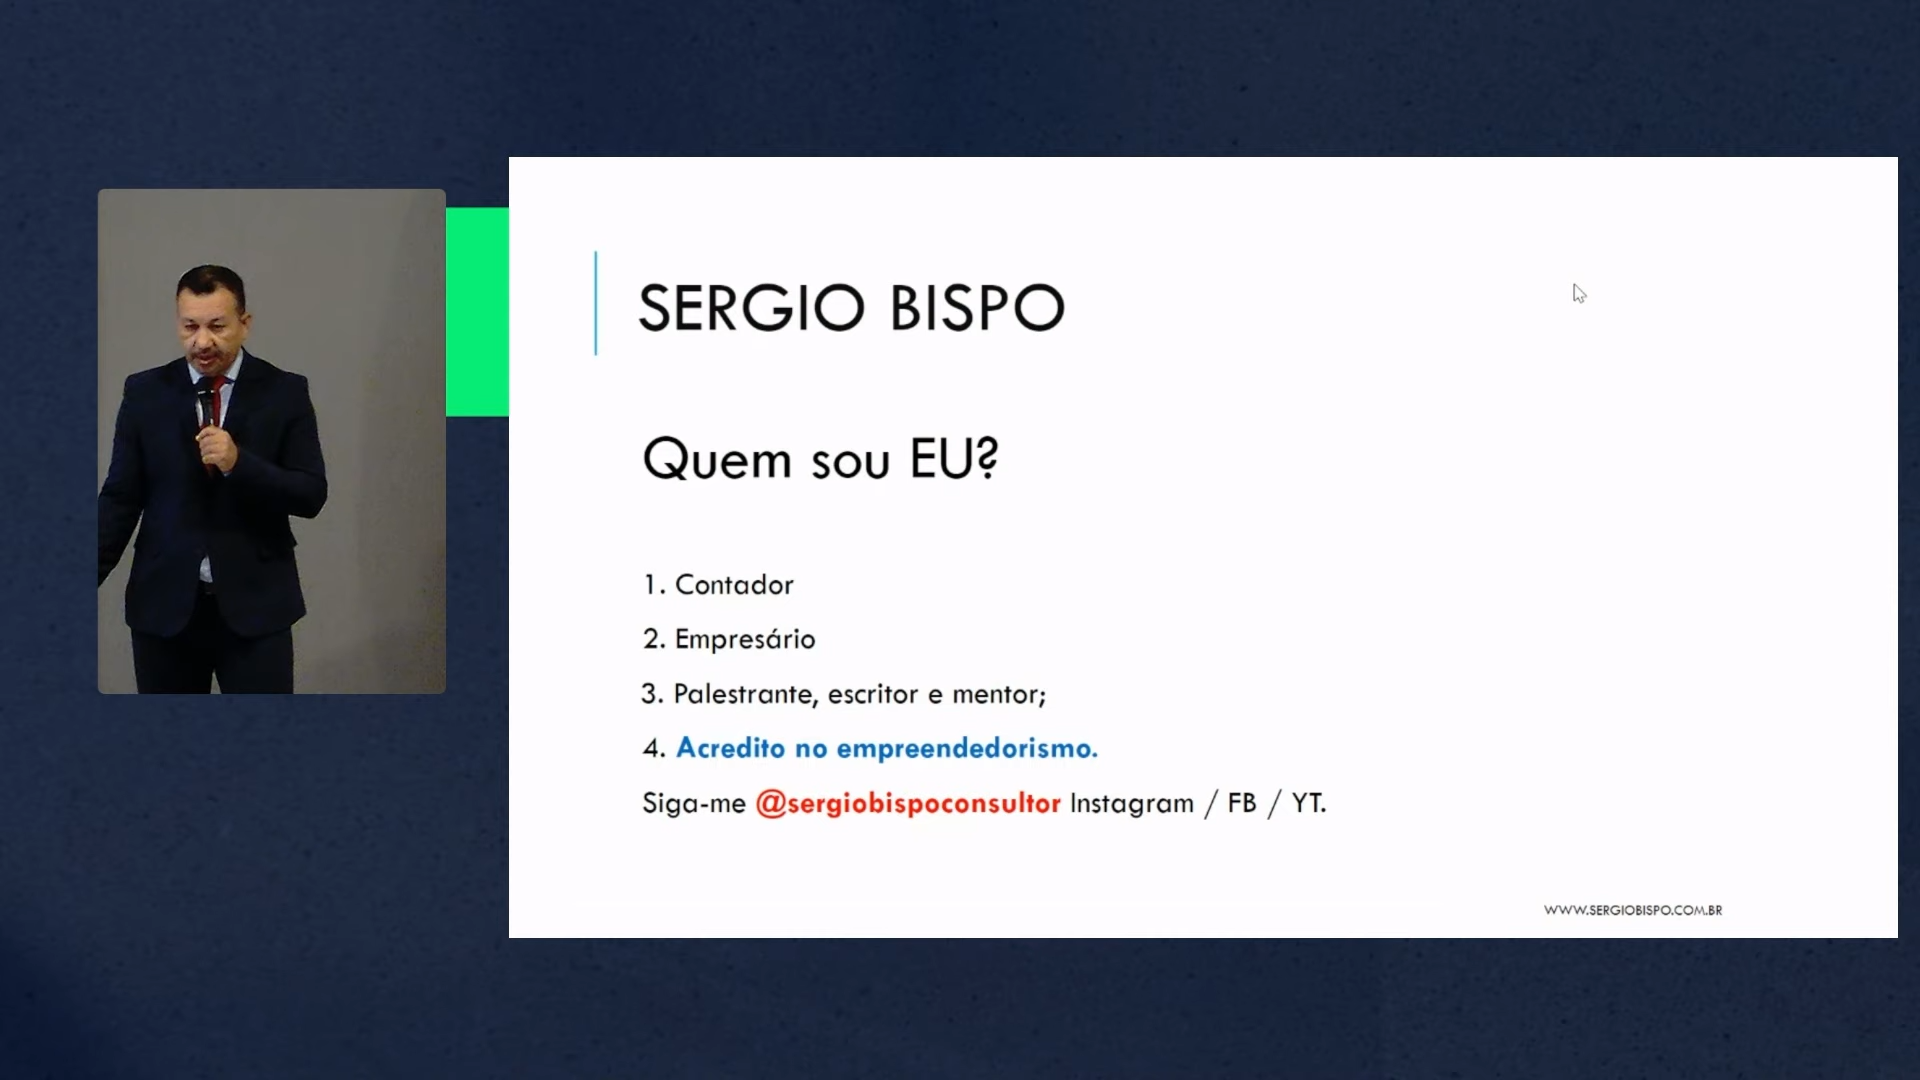 SERGIO BISPO
Quem sou EU?
1. Contador
2. Empresário
3. Palestrante, escritor e mentor;
4. Acredito no empreendedorismo.
Siga-me @sergiobispoconsultor Instagram / FB / YT.
WWW.SERGIOBISPO.COM.BR